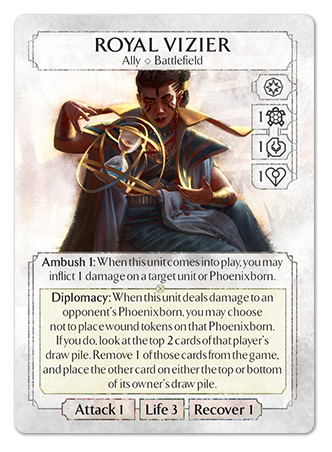 ROYAL VIZIER
Ally ◇ Battlefield
1
1
1
Ambush 1: When this unit comes into play, you may
inflict 1 damage on a target unit or Phoenixborn.
Diplomacy: When this unit deals damage to an
opponent's Phoenixborn, you may choose
not to place wound tokens on that Phoenixborn.
If you do, look at the top 2 cards of that player's
draw pile. Remove 1 of those cards from the game,
and place the other card on either the top or bottom
of its owner's draw pile.
Attack 1 Life 3 Recover 1